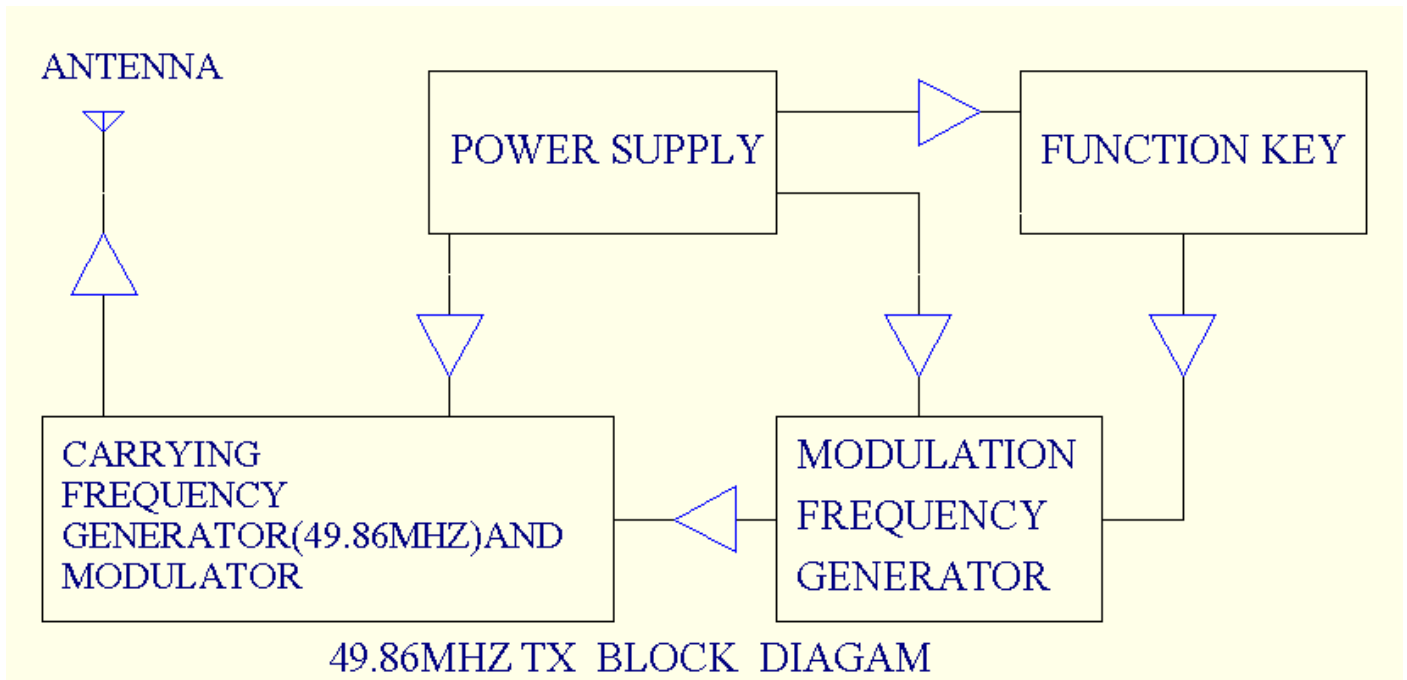 ANTENNA
POWER SUPPLY
FUNCTION KEY
CARRYING
FREQUENCY
GENERATOR(49.86MHZ)AND
MODULATOR
MODULATION
FREQUENCY
GENERATOR
49.86MHZ TX BLOCK DIAGAM